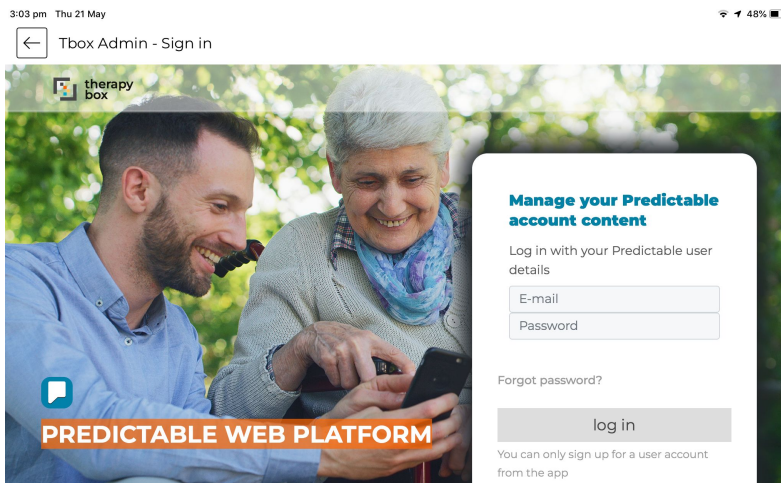 3:03 pm Thu 21 May
48%
Tbox Admin - Sign in
therapy
box
Manage your Predictable
account content
Log in with your Predictable user
details
E-mail
Password
Forgot password?
log in
You can only sign up for a user account
from the app
PREDICTABLE WEB PLATFORM